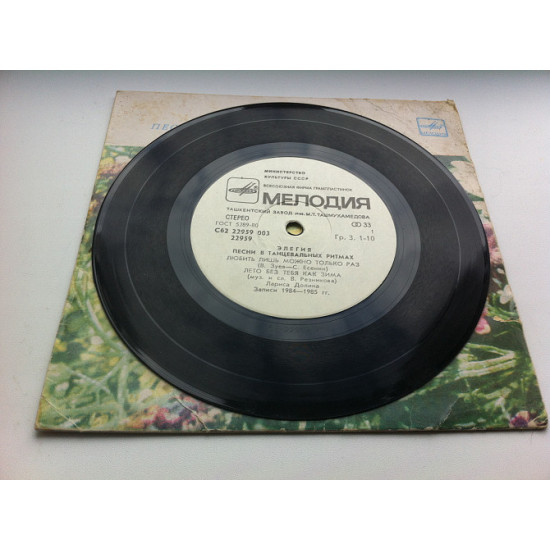 ПЕС
МИНИСТЕРСТВО
КУЛЬТУРЫ СССР
ВСЕСОЮЗНАЯ ФИРМА ГРАМПЛАСТИНОК
МЕЛОДИЯ
ТАШКЕНТСКИЙ ЗАВОД ИМ. М.Т. ТАШМУХАМЕДОВА
СТЕРЕО
33
ГОСТ 5289-80
1
С62 22959 003
Гр. 3. 1-10
22959
ЭЛЕГИЯ
ПЕСНИ В ТАНЦЕВАЛЬНЫХ РИТМАХ
ЛЮБИТЬ ЛИШЬ МОЖНО ТОЛЬКО РАЗ
(В. Зуев—С. Есенин)
ЛЕТО БЕЗ ТЕБЯ КАК ЗИМА
(муз. и сл. В. Резникова)
Лариса Долина
Записи 1984—1985 гг.